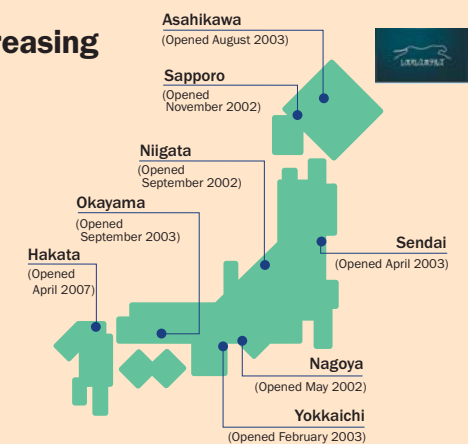 reasing
Asahikawa
(Opened August 2003)
Sapporo
(Opened
November 2002)
Niigata
(Opened
September 2002)
Okayama
(Opened
September 2003)
Hakata
(Opened
April 2007)
Sendai
(Opened April 2003)
Nagoya
(Opened May 2002)
Yokkaichi
(Opened February 2003)